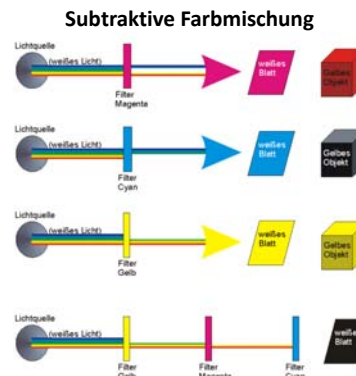 Subtraktive Farbmischung
Lichtquelle
(weißes Licht)
Filter
Magenta
weißes
Blatt
Gelbes
Objekt
Lichtquelle
(weißes Licht)
Filter
Cyan
weißes
Blatt
Gelbes
Objekt
Lichtquelle
(weißes Licht)
Filter
Gelb
weißes
Blatt
Gelbes
Objekt
Lichtquelle
(weißes Licht)
Filter
Gelb
Filter
Magenta
Filter
Cyan
weiße
Blatt